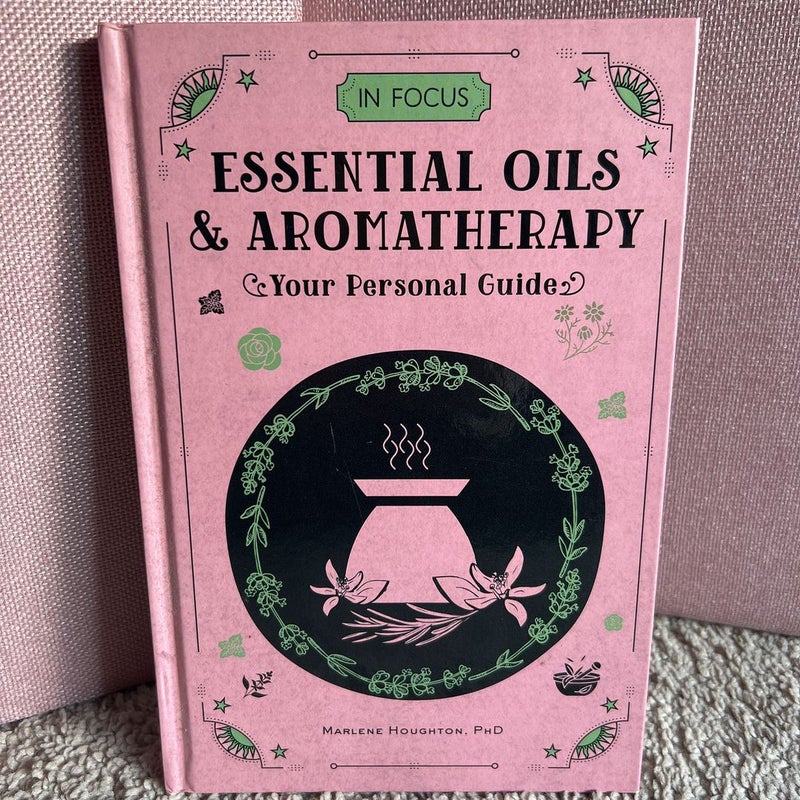 IN FOCUS
ESSENTIAL OILS
& AROMATHERAPY
Your Personal Guide
MARLENE HOUGHTON, PHD